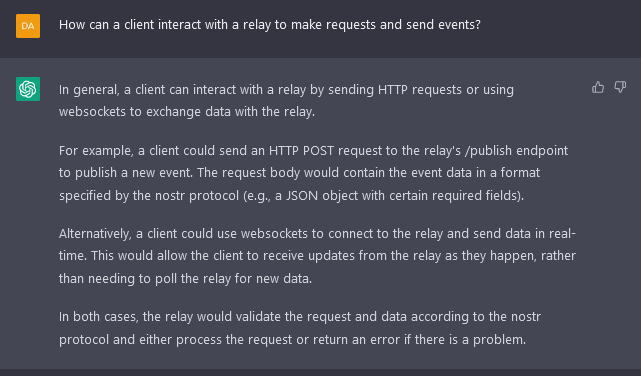 DA
How can a client interact with a relay to make requests and send events?
In general, a client can interact with a relay by sending HTTP requests or using
websockets to exchange data with the relay.
For example, a client could send an HTTP POST request to the relay's /publish endpoint
to publish a new event. The request body would contain the event data in a format
specified by the nostr protocol (e.g., a JSON object with certain required fields).
Alternatively, a client could use websockets to connect to the relay and send data in real-
time. This would allow the client to receive updates from the relay as they happen, rather
than needing to poll the relay for new data.
In both cases, the relay would validate the request and data according to the nostr
protocol and either process the request or return an error if there is a problem.